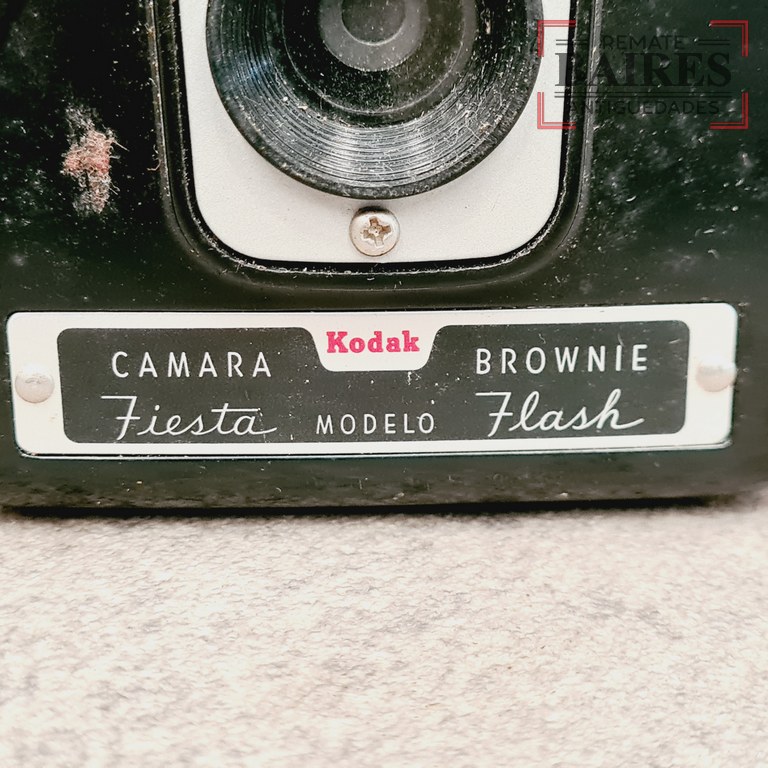 REMATE
BAIRES
ANTIGUEDADES
Kodak
CAMARA BROWNIE
Fiesta MODELO Flash